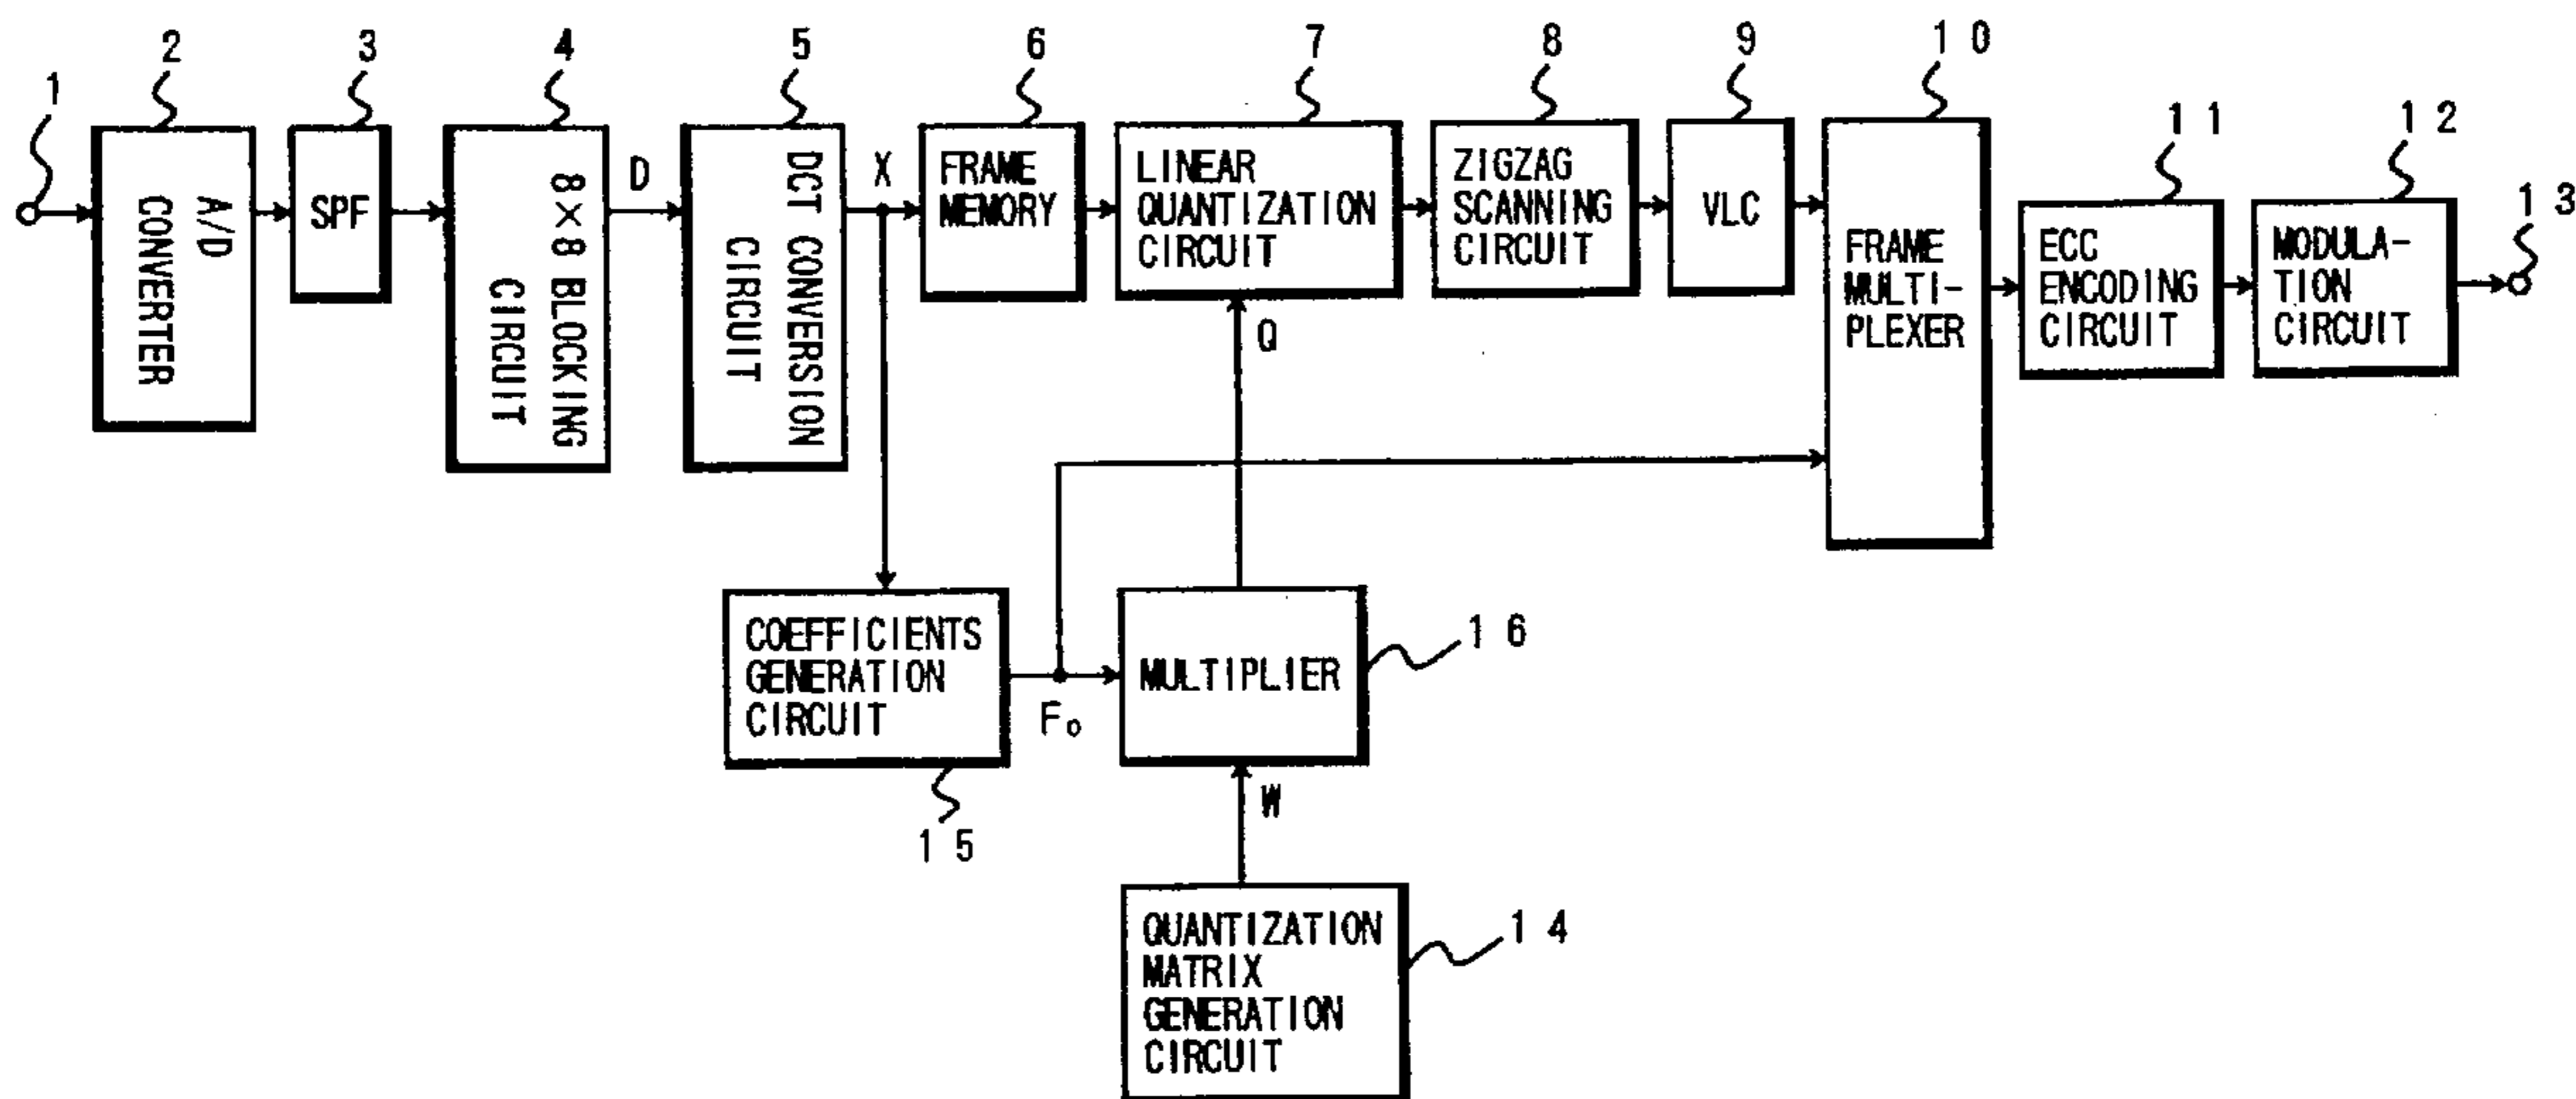 1
2
3
4
5
6
7
8
9
10
11
12
13
A/D
CONVERTER
SPF
8×8 BLOCKING
CIRCUIT
D
DCT CONVERSION
CIRCUIT
X
FRAME
MEMORY
LINEAR
QUANTIZATION
CIRCUIT
ZIGZAG
SCANNING
CIRCUIT
VLC
FRAME
MULTI-
PLEXER
ECC
ENCODING
CIRCUIT
MODULA-
TION
CIRCUIT
Q
COEFFICIENTS
GENERATION
CIRCUIT
15
F₀
MULTIPLIER
16
W
QUANTIZATION
MATRIX
GENERATION
CIRCUIT
14